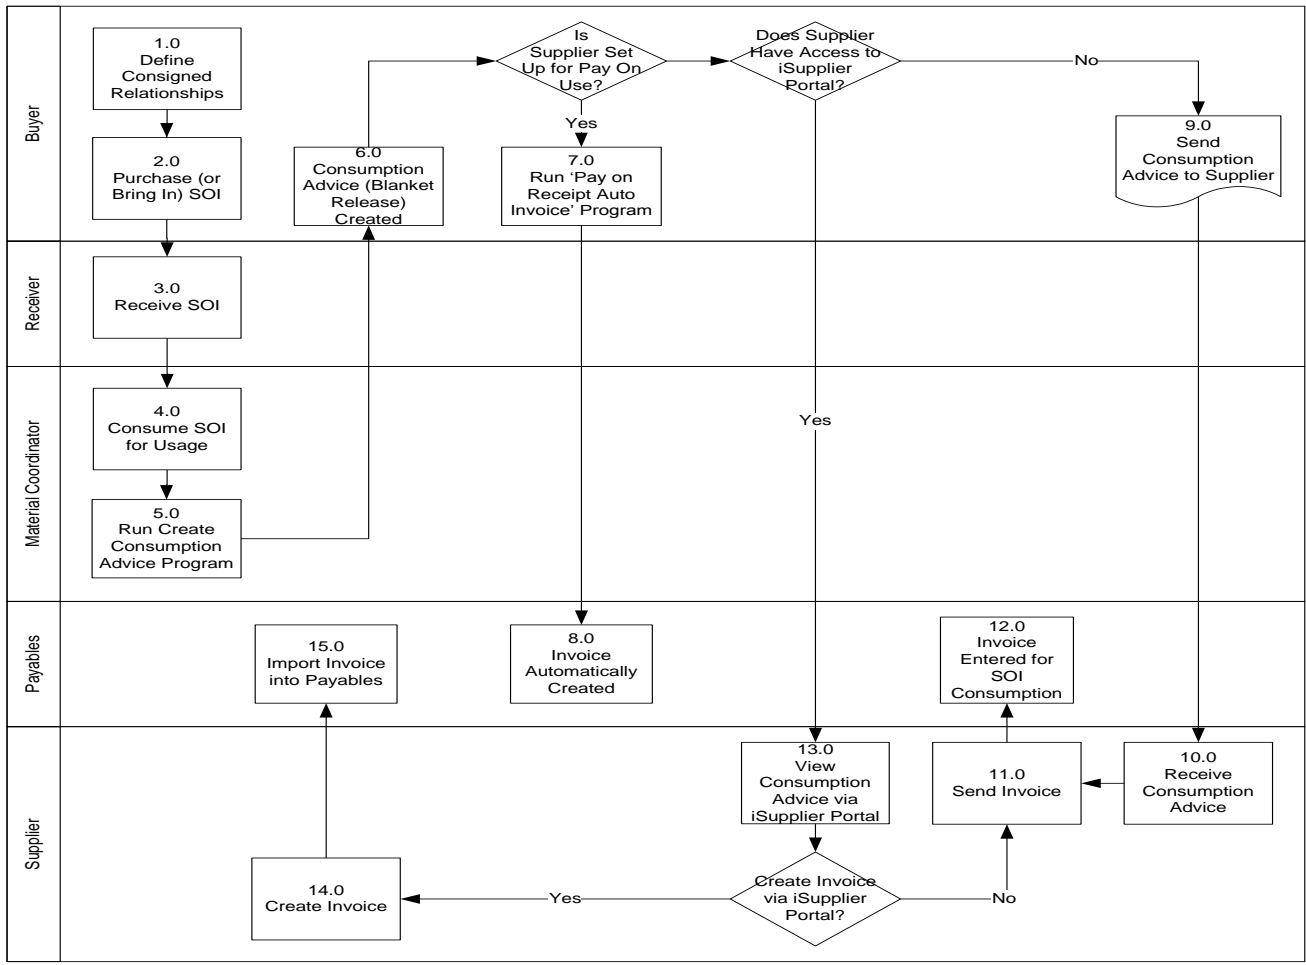 Buyer
1.0
Define
Consigned
Relationships
2.0
Purchase (or
Bring In) SOI
6.0
Consumption
Advice (Blanket
Release)
Created
Is
Supplier Set
Up for Pay On
Use?
Yes
7.0
Run ‘Pay on
Receipt Auto
Invoice’ Program
Does Supplier
Have Access to
iSupplier
Portal?
No
9.0
Send
Consumption
Advice to Supplier
Receiver
3.0
Receive SOI
Material Coordinator
4.0
Consume SOI
for Usage
5.0
Run Create
Consumption
Advice Program
Yes
Payables
15.0
Import Invoice
into Payables
8.0
Invoice
Automatically
Created
12.0
Invoice
Entered for
SOI
Consumption
Supplier
13.0
View
Consumption
Advice via
iSupplier Portal
11.0
Send Invoice
10.0
Receive
Consumption
Advice
14.0
Create Invoice
Yes
Create Invoice
via iSupplier
Portal?
No